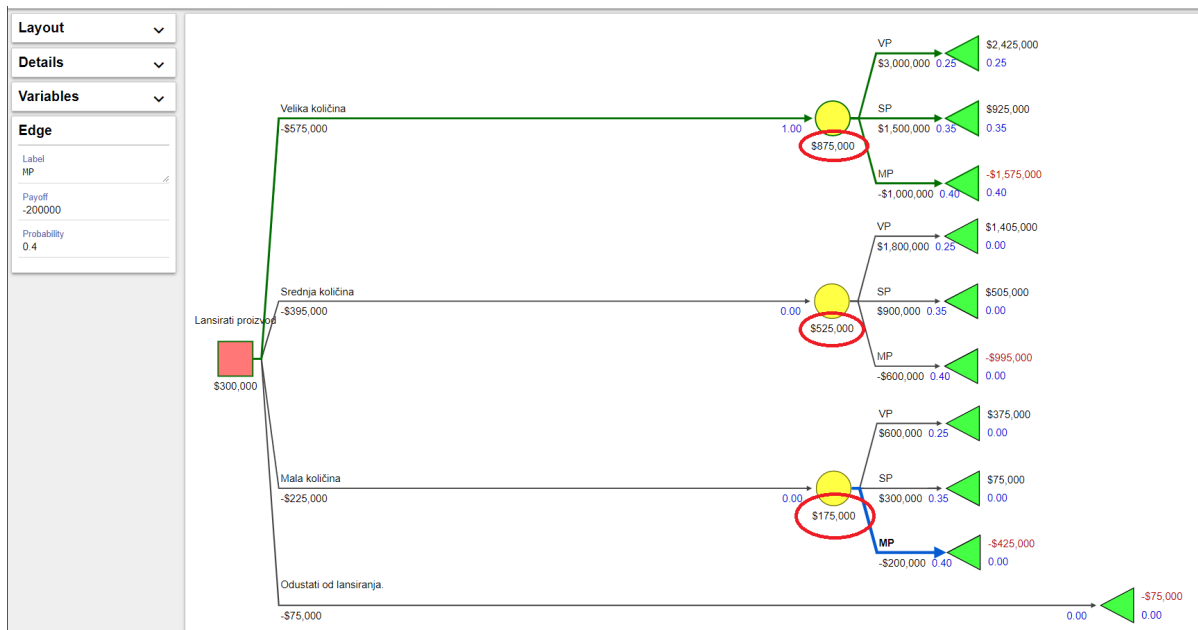 Layout
Details
Variables
Edge
Label
MP
Payoff
-200000
Probability
0.4
Lansirati proizvod
$300,000
Velika količina
-$575,000
1.00
$875,000
VP
$3,000,000 0.25
$2,425,000
0.25
SP
$1,500,000 0.35
$925,000
0.35
MP
-$1,000,000 0.40
-$1,575,000
0.40
Srednja količina
-$395,000
0.00
$525,000
VP
$1,800,000 0.25
$1,405,000
0.00
SP
$900,000 0.35
$505,000
0.00
MP
-$600,000 0.40
-$995,000
0.00
Mala količina
-$225,000
0.00
$175,000
VP
$600,000 0.25
$375,000
0.00
SP
$300,000 0.35
$75,000
0.00
MP
-$200,000 0.40
-$425,000
0.00
Odustati od lansiranja.
-$75,000
0.00
-$75,000
0.00